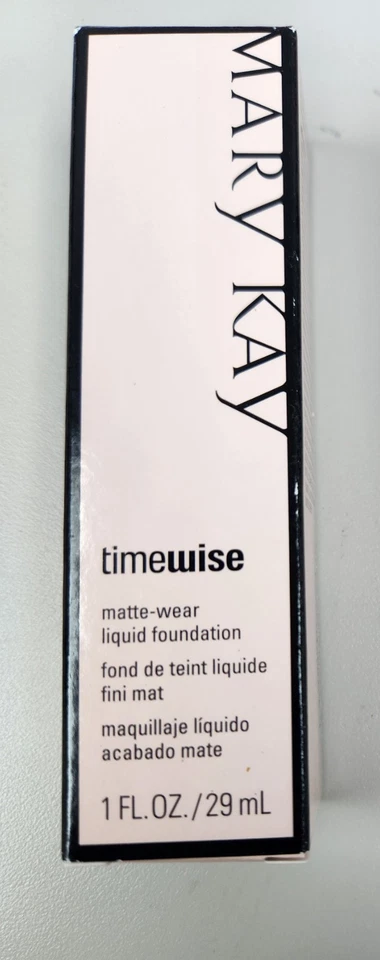 MARY KAY
timewise
matte-wear
liquid foundation
fond de teint liquide
fini mat
maquillaje líquido
acabado mate
1 FL.OZ./29 mL